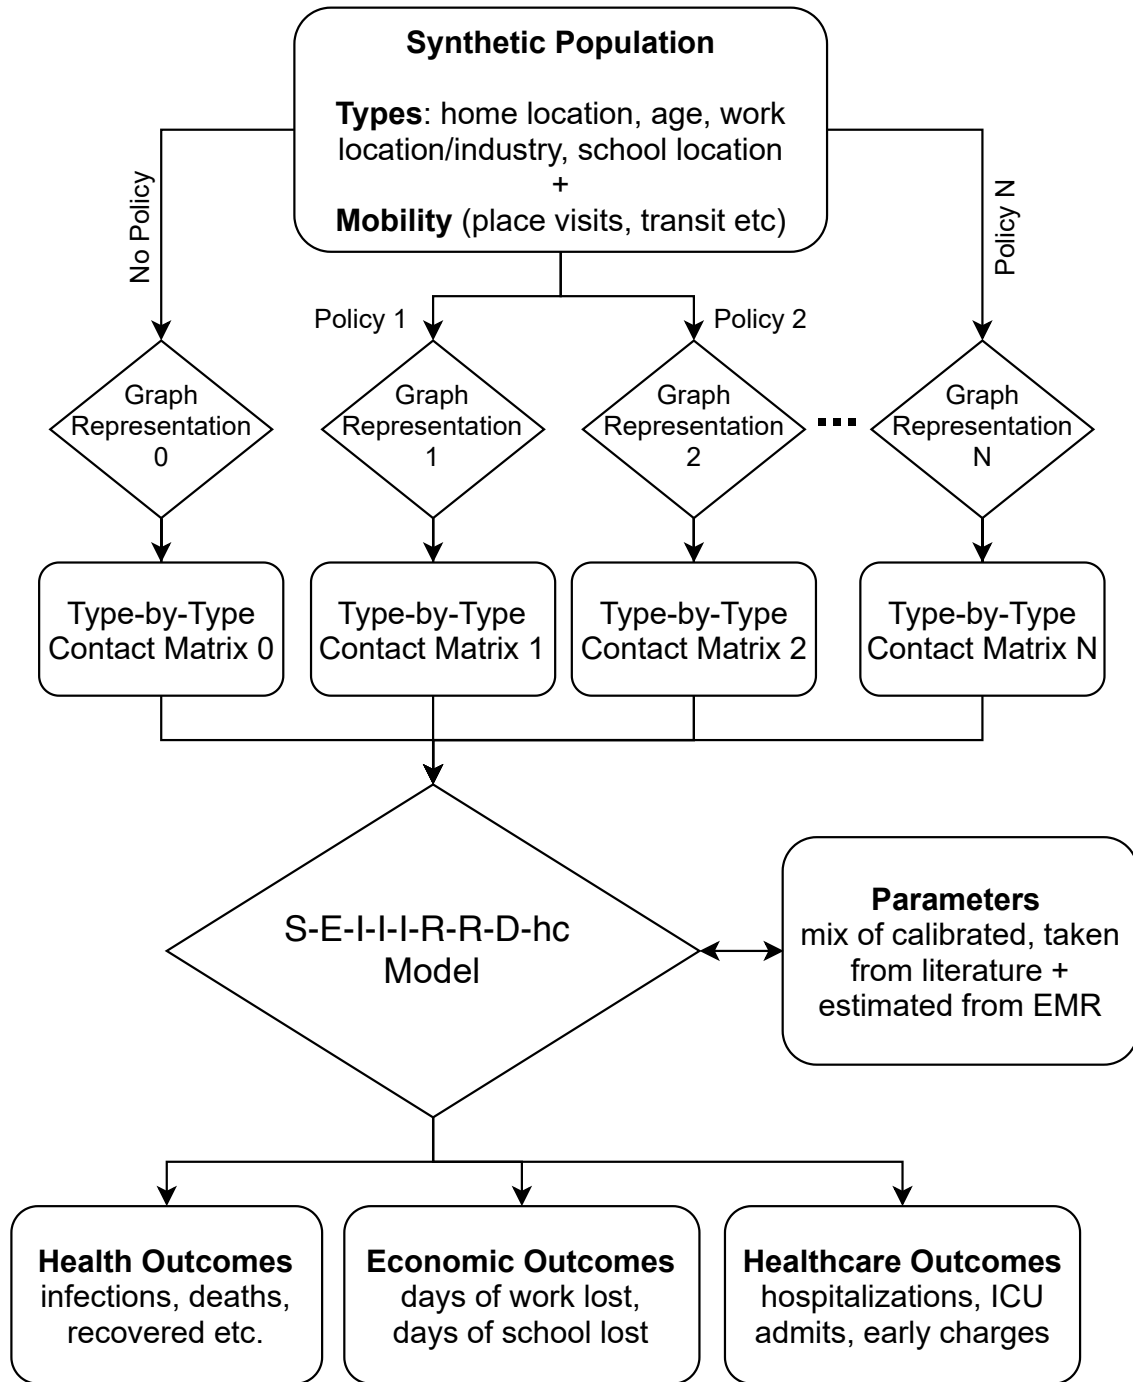 Synthetic Population
Types: home location, age, work
location/industry, school location
+
Mobility (place visits, transit etc)
No Policy
Policy 1
Policy 2
Policy N
Graph
Representation
0
Graph
Representation
1
Graph
Representation
2
...
Graph
Representation
N
Type-by-Type
Contact Matrix 0
Type-by-Type
Contact Matrix 1
Type-by-Type
Contact Matrix 2
Type-by-Type
Contact Matrix N
S-E-I-I-I-R-R-D-hc
Model
Parameters
mix of calibrated, taken
from literature +
estimated from EMR
Health Outcomes
infections, deaths,
recovered etc.
Economic Outcomes
days of work lost,
days of school lost
Healthcare Outcomes
hospitalizations, ICU
admits, early charges